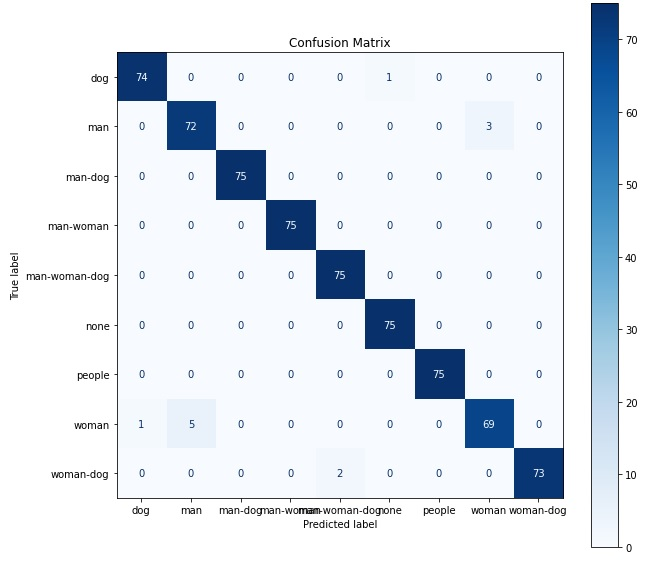 Confusion Matrix
dog 74 0 0 0 0 1 0 0 0
man 0 72 0 0 0 0 0 3 0
man-dog 0 0 75 0 0 0 0 0 0
man-woman 0 0 0 75 0 0 0 0 0
man-woman-dog 0 0 0 0 75 0 0 0 0
none 0 0 0 0 0 75 0 0 0
people 0 0 0 0 0 0 75 0 0
woman 1 5 0 0 0 0 0 69 0
woman-dog 0 0 0 0 2 0 0 0 73
dog man man-dog man-woman man-woman-dog none people woman woman-dog
Predicted label
True label
70
60
50
40
30
20
10
0